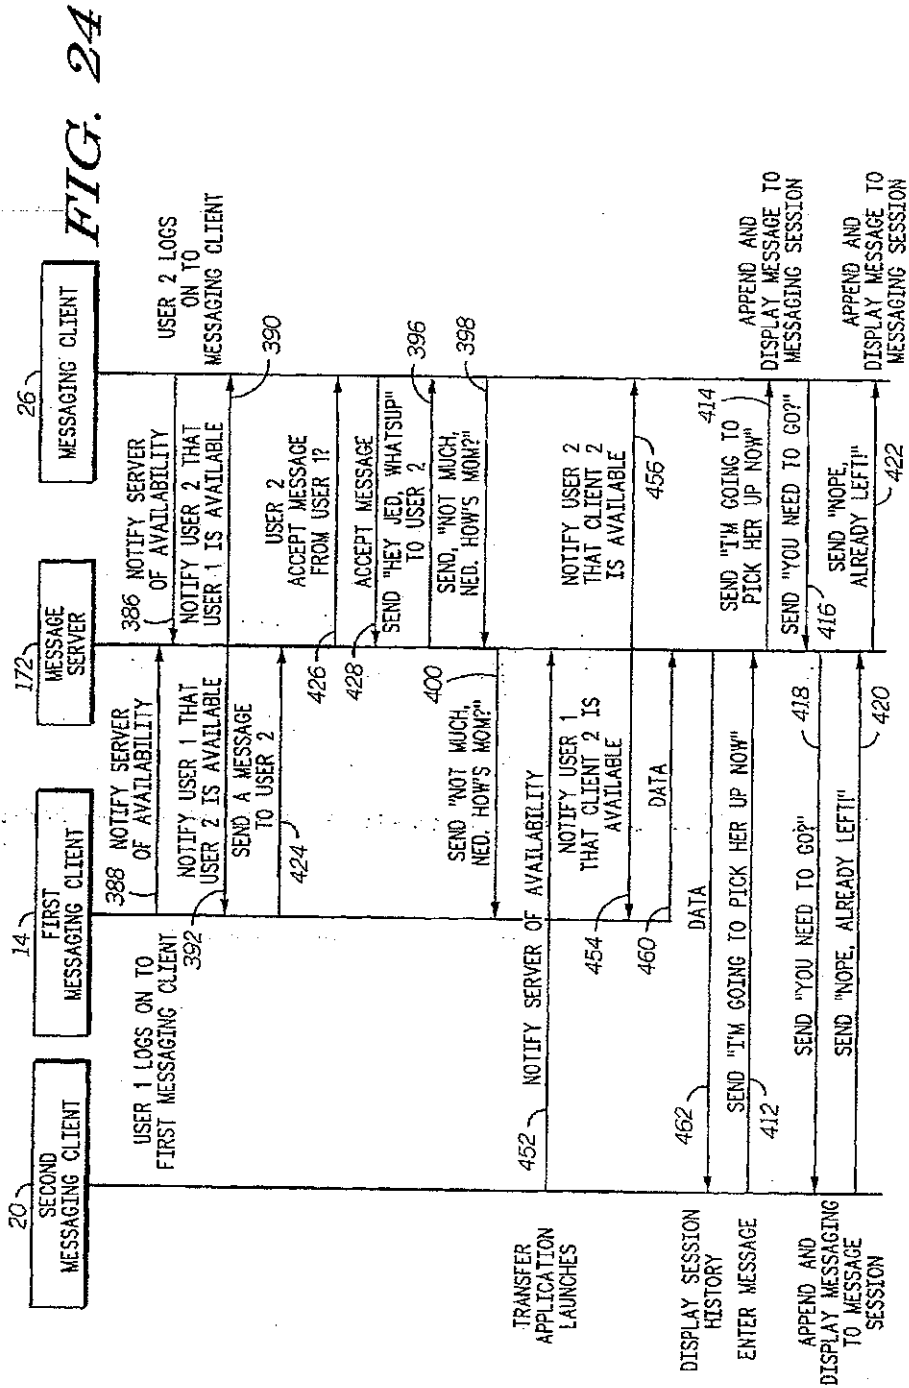 FIG. 24
20
SECOND
MESSAGING CLIENT
14
FIRST
MESSAGING CLIENT
172
MESSAGE
SERVER
26
MESSAGING CLIENT
USER 1 LOGS ON TO
FIRST MESSAGING CLIENT
388 NOTIFY SERVER
OF AVAILABILITY
386 NOTIFY SERVER
OF AVAILABILITY
USER 2 LOGS
ON TO
MESSAGING CLIENT
NOTIFY USER 1 THAT
USER 2 IS AVAILABLE
392
NOTIFY USER 2 THAT
USER 1 IS AVAILABLE
390
SEND A MESSAGE
TO USER 2
424
USER 2
ACCEPT MESSAGE
FROM USER 1?
426
ACCEPT MESSAGE
428
SEND "HEY JED, WHATSUP"
TO USER 2
396
SEND, "NOT MUCH,
NED. HOW'S MOM?"
398
400
SEND "NOT MUCH,
NED. HOW'S MOM?"
TRANSFER
APPLICATION
LAUNCHES
452
NOTIFY SERVER OF AVAILABILITY
NOTIFY USER 1
THAT CLIENT 2 IS
AVAILABLE
454
NOTIFY USER 2
THAT CLIENT 2
IS AVAILABLE
456
DATA
460
DISPLAY SESSION
HISTORY
462
DATA
ENTER MESSAGE
SEND "I'M GOING TO PICK HER UP NOW"
412
SEND "I'M GOING TO
PICK HER UP NOW"
414
APPEND AND
DISPLAY MESSAGE TO
MESSAGING SESSION
SEND "YOU NEED TO GO?"
416
APPEND AND
DISPLAY MESSAGING
TO MESSAGE
SESSION
SEND "YOU NEED TO GO?"
418
SEND "NOPE, ALREADY LEFT!"
420
SEND "NOPE,
ALREADY LEFT!"
422
APPEND AND
DISPLAY MESSAGE TO
MESSAGING SESSION